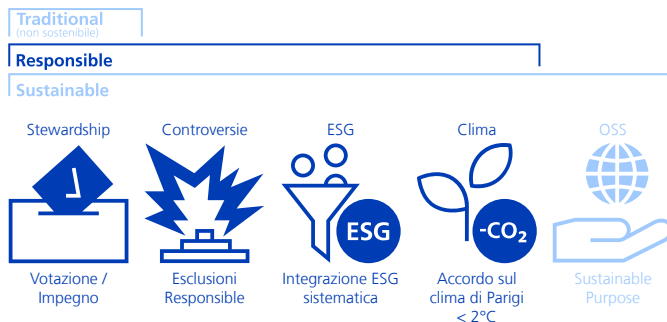 Traditional
(non sostenibile)
Responsible
Sustainable
Stewardship
Controversie
ESG
Clima
OSS
ESG
-CO₂
Votazione /
Impegno
Esclusioni
Responsible
Integrazione ESG
sistematica
Accordo sul
clima di Parigi
< 2°C
Sustainable
Purpose